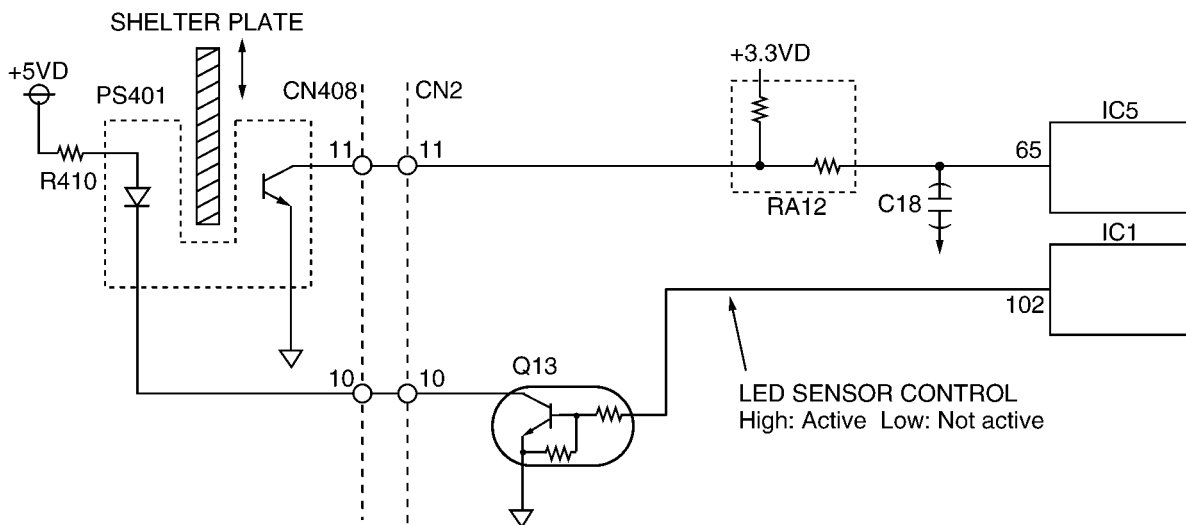 SHELTER PLATE
+5VD
PS401
CN408
CN2
+3.3VD
IC5
11
11
65
R410
RA12
C18
IC1
102
Q13
10
10
LED SENSOR CONTROL
High: Active Low: Not active